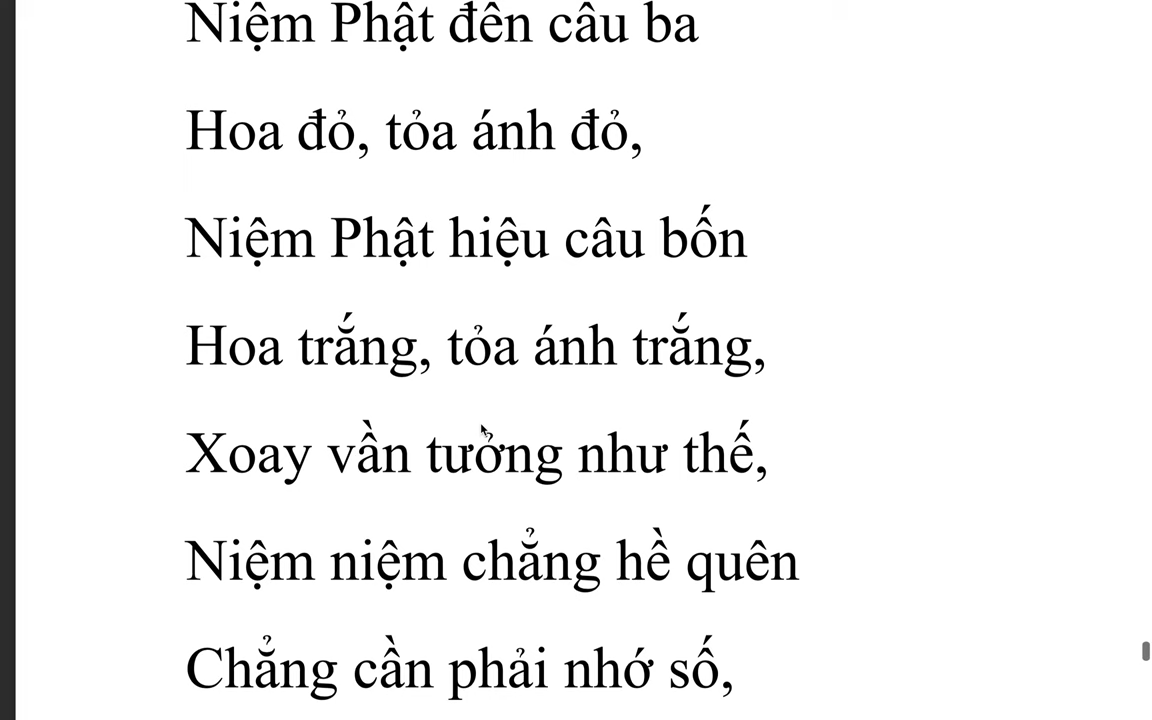 Niệm Phật đến câu ba
Hoa đỏ, tỏa ánh đỏ,
Niệm Phật hiệu câu bốn
Hoa trắng, tỏa ánh trắng,
Xoay vần tưởng như thế,
Niệm niệm chẳng hề quên
Chẳng cần phải nhớ số,